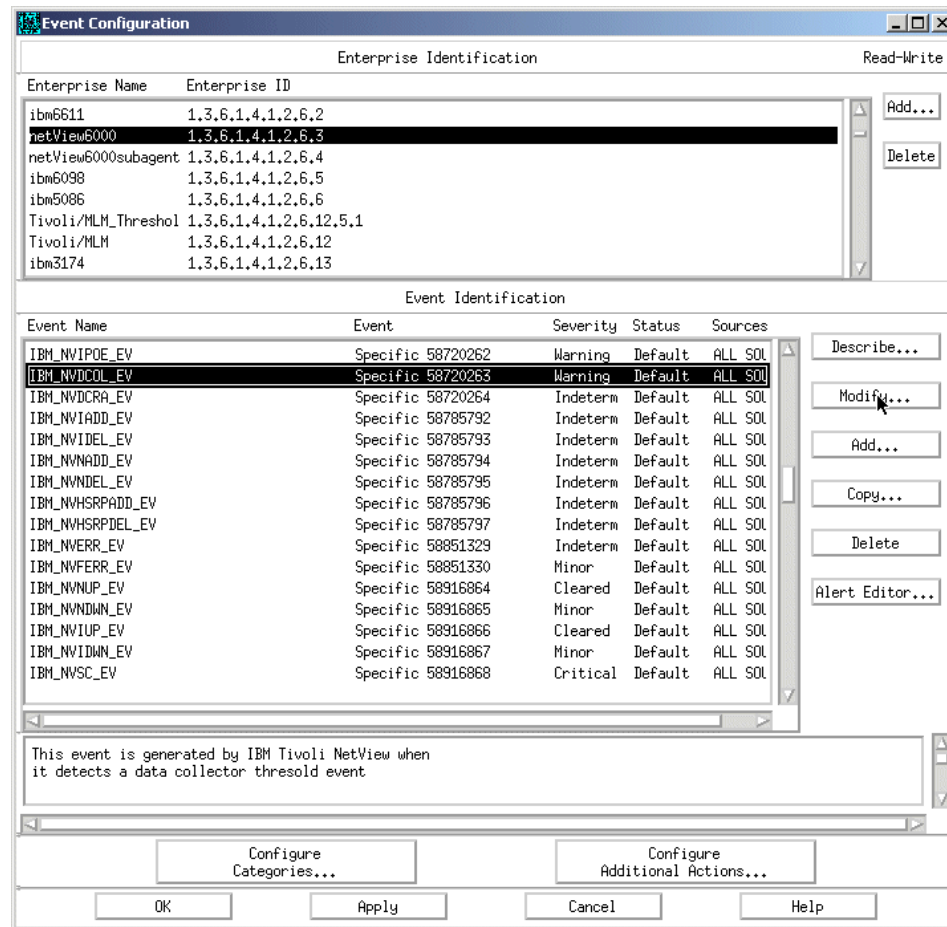 Event Configuration
Enterprise Identification Read-Write
Enterprise Name Enterprise ID
ibm6611 1.3.6.1.4.1.2.6.2
netView6000 1.3.6.1.4.1.2.6.3
netView6000subagent 1.3.6.1.4.1.2.6.4
ibm6098 1.3.6.1.4.1.2.6.5
ibm5086 1.3.6.1.4.1.2.6.6
Tivoli/MLM_Threshol 1.3.6.1.4.1.2.6.12.5.1
Tivoli/MLM 1.3.6.1.4.1.2.6.12
ibm3174 1.3.6.1.4.1.2.6.13
Add...
Delete
Event Identification
Event Name Event Severity Status Sources
IBM_NVIPOE_EV Specific 58720262 Warning Default ALL SOU
IBM_NVDCOL_EV Specific 58720263 Warning Default ALL SOU
IBM_NVDCRA_EV Specific 58720264 Indeterm Default ALL SOU
IBM_NVIADD_EV Specific 58785792 Indeterm Default ALL SOU
IBM_NVIDEL_EV Specific 58785793 Indeterm Default ALL SOU
IBM_NVNADD_EV Specific 58785794 Indeterm Default ALL SOU
IBM_NVNDEL_EV Specific 58785795 Indeterm Default ALL SOU
IBM_NVHSRPADD_EV Specific 58785796 Indeterm Default ALL SOU
IBM_NVHSRPDEL_EV Specific 58785797 Indeterm Default ALL SOU
IBM_NVERR_EV Specific 58851329 Indeterm Default ALL SOU
IBM_NVFERR_EV Specific 58851330 Minor Default ALL SOU
IBM_NVNUP_EV Specific 58916864 Cleared Default ALL SOU
IBM_NVNDWN_EV Specific 58916865 Minor Default ALL SOU
IBM_NVIUP_EV Specific 58916866 Cleared Default ALL SOU
IBM_NVIDWN_EV Specific 58916867 Minor Default ALL SOU
IBM_NVSC_EV Specific 58916868 Critical Default ALL SOU
Describe...
Modify...
Add...
Copy...
Delete
Alert Editor...
This event is generated by IBM Tivoli NetView when
it detects a data collector thresold event
Configure
Categories...
Configure
Additional Actions...
OK Apply Cancel Help